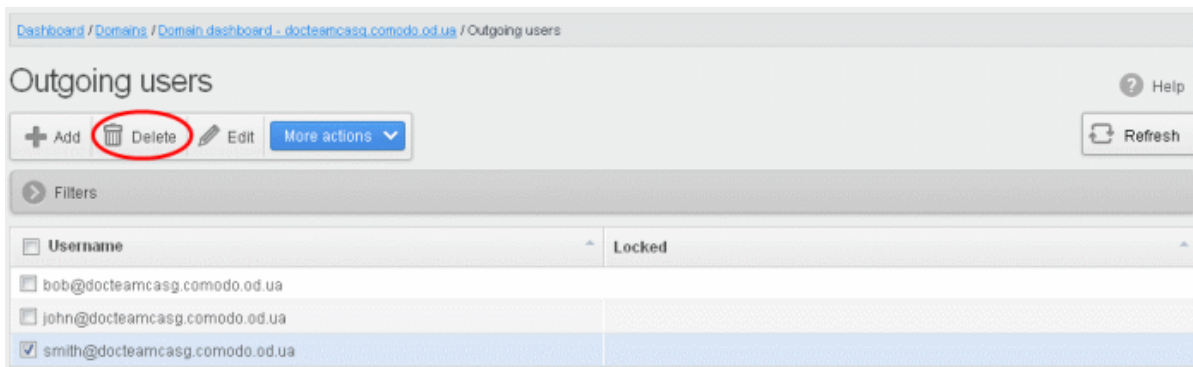 Dashboard / Domains / Domain dashboard - docteamcasg.comodo.od.ua / Outgoing users
Outgoing users
Help
Add Delete Edit More actions
Refresh
Filters
Username Locked
bob@docteamcasg.comodo.od.ua
john@docteamcasg.comodo.od.ua
smith@docteamcasg.comodo.od.ua